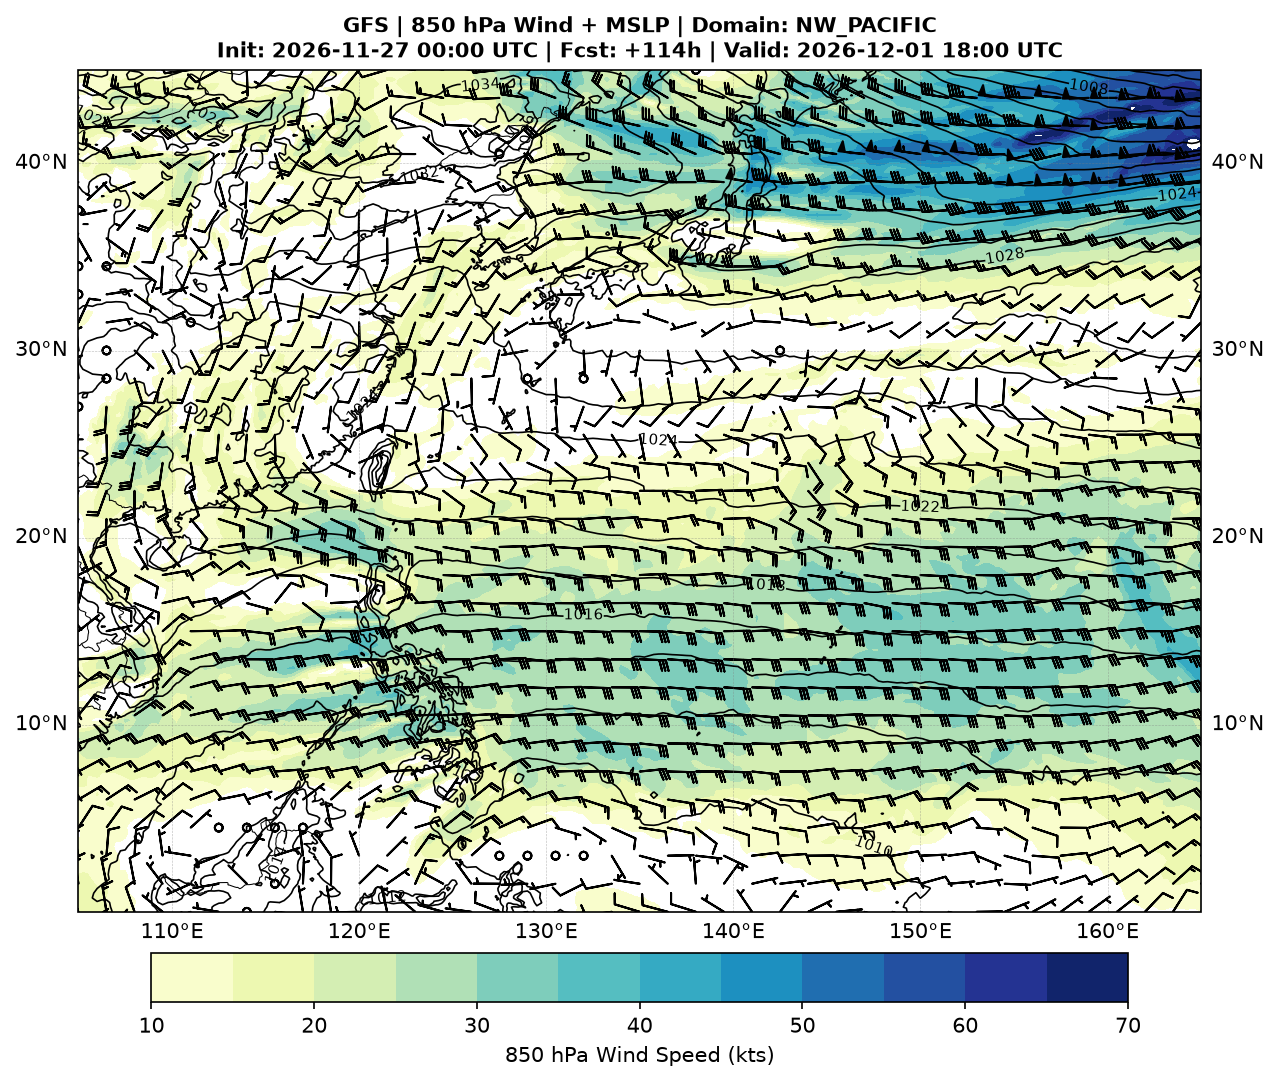 GFS | 850 hPa Wind + MSLP | Domain: NW_PACIFIC
Init: 2026-11-27 00:00 UTC | Fcst: +114h | Valid: 2026-12-01 18:00 UTC
1034
1008
1032
1024
1028
1024
1022
1018
1016
1010
40°N
40°N
30°N
30°N
20°N
20°N
10°N
10°N
110°E
120°E
130°E
140°E
150°E
160°E
10
20
30
40
50
60
70
850 hPa Wind Speed (kts)